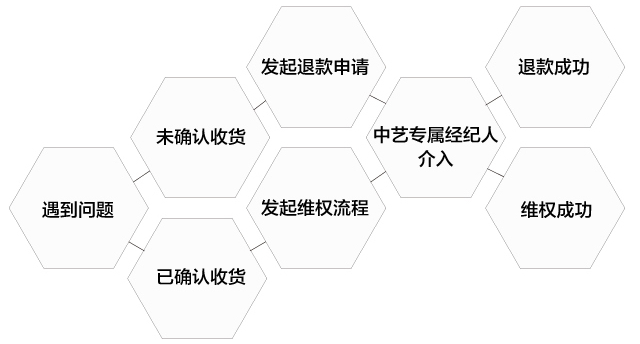 遇到问题
未确认收货
已确认收货
发起退款申请
发起维权流程
中艺专属经纪人
介入
退款成功
维权成功